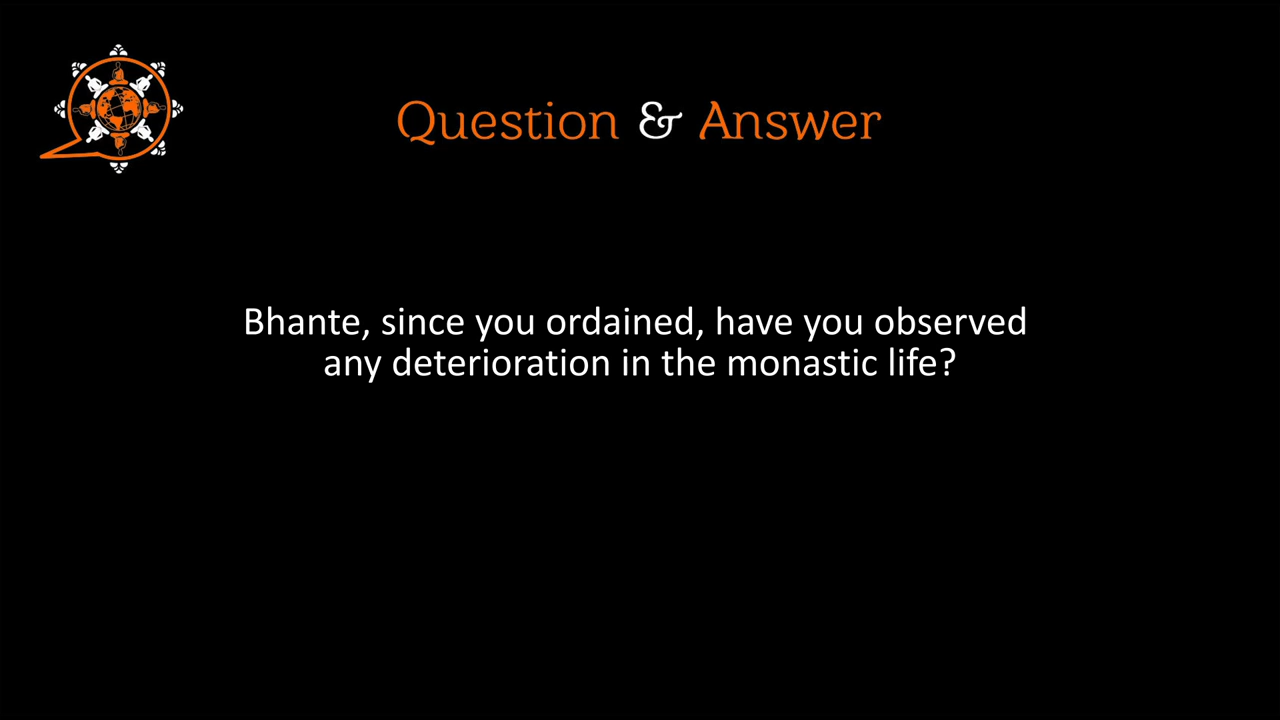 Question & Answer
Bhante, since you ordained, have you observed
any deterioration in the monastic life?